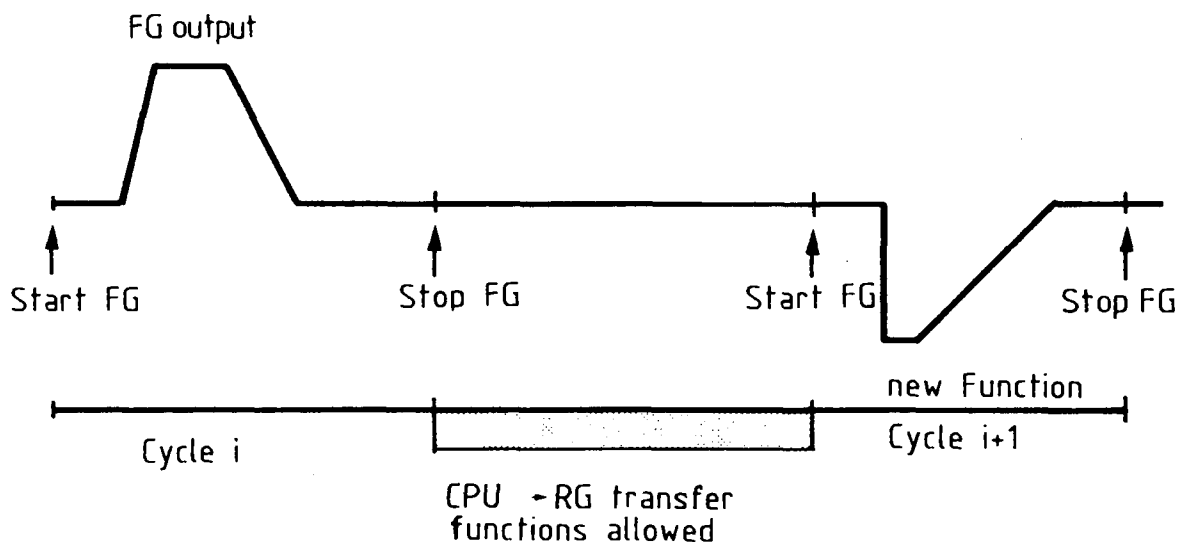 FG output
Start FG
Stop FG
Start FG
Stop FG
new Function
Cycle i
Cycle i+1
CPU → RG transfer
functions allowed